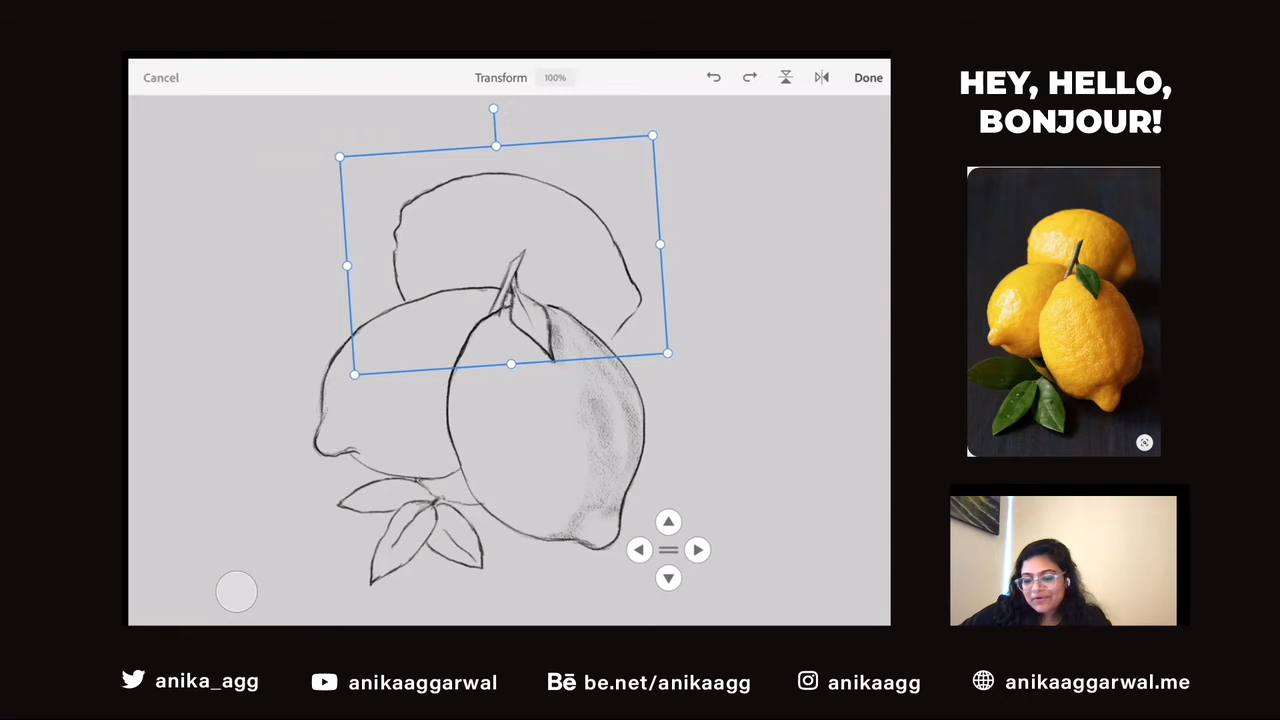 Cancel
Transform 100%
Done
HEY, HELLO,
BONJOUR!
anika_agg
anikaaggarwal
Bē be.net/anikaagg
anikaagg
anikaaggarwal.me